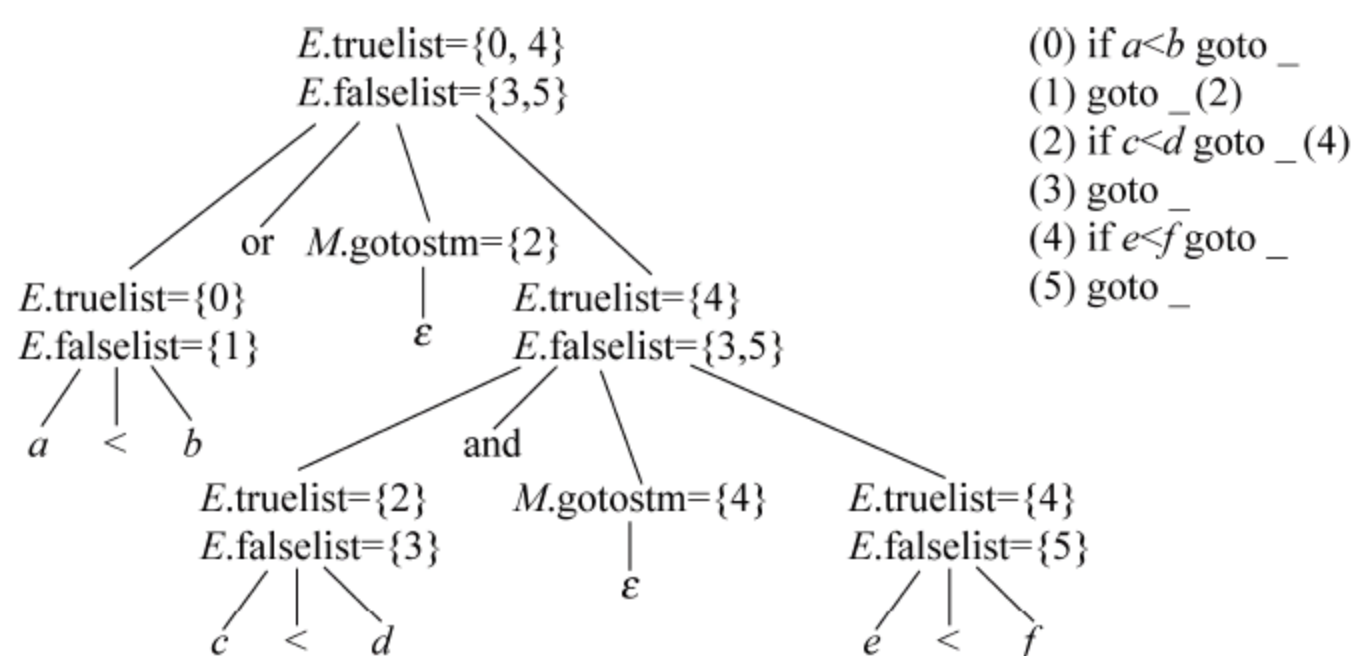 E.truelist={0, 4}
E.falselist={3,5}
or M.gotostm={2}
E.truelist={0}
E.falselist={1}
ε
E.truelist={4}
E.falselist={3,5}
a < b
and
E.truelist={2}
E.falselist={3}
M.gotostm={4}
E.truelist={4}
E.falselist={5}
ε
c < d
e < f
(0) if a<b goto _
(1) goto _ (2)
(2) if c<d goto _ (4)
(3) goto _
(4) if e<f goto _
(5) goto _